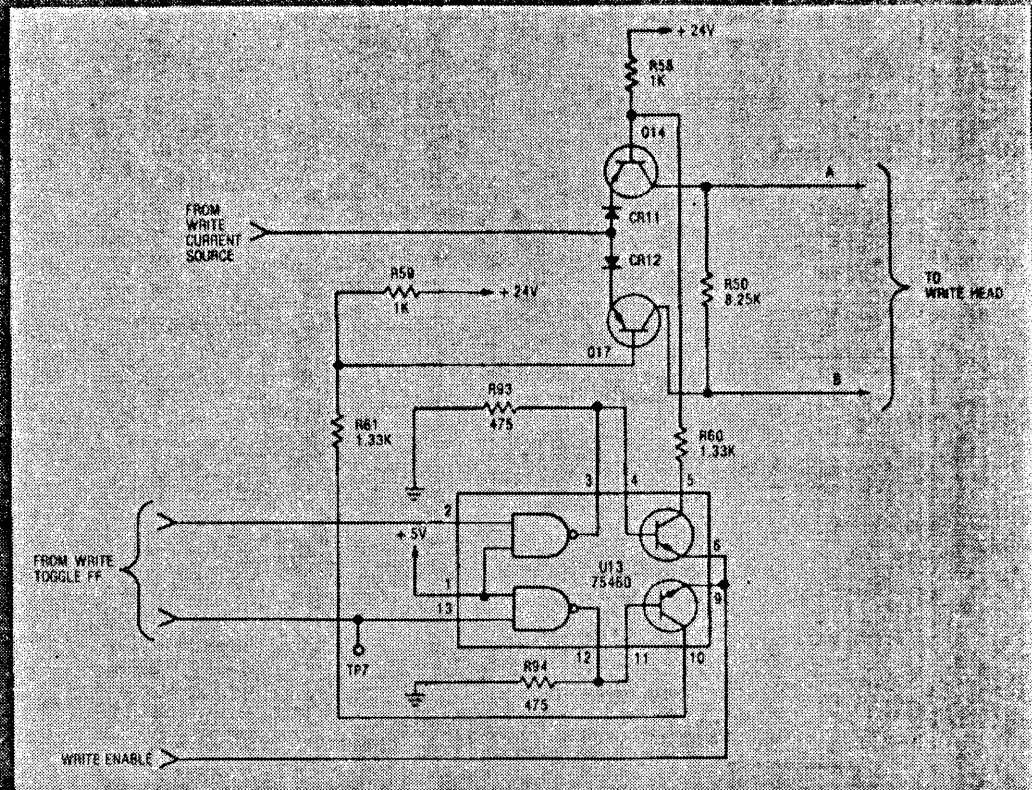 + 24V
R58
1K
Q14
A
FROM
WRITE
CURRENT
SOURCE
CR11
CR12
R59
1K
+ 24V
R50
8.25K
TO
WRITE HEAD
Q17
B
R93
475
R61
1.33K
R60
1.33K
3
4
5
2
+ 5V
FROM WRITE
TOGGLE FF
U13
75460
6
1
13
9
TP7
12
11
10
R94
475
WRITE ENABLE